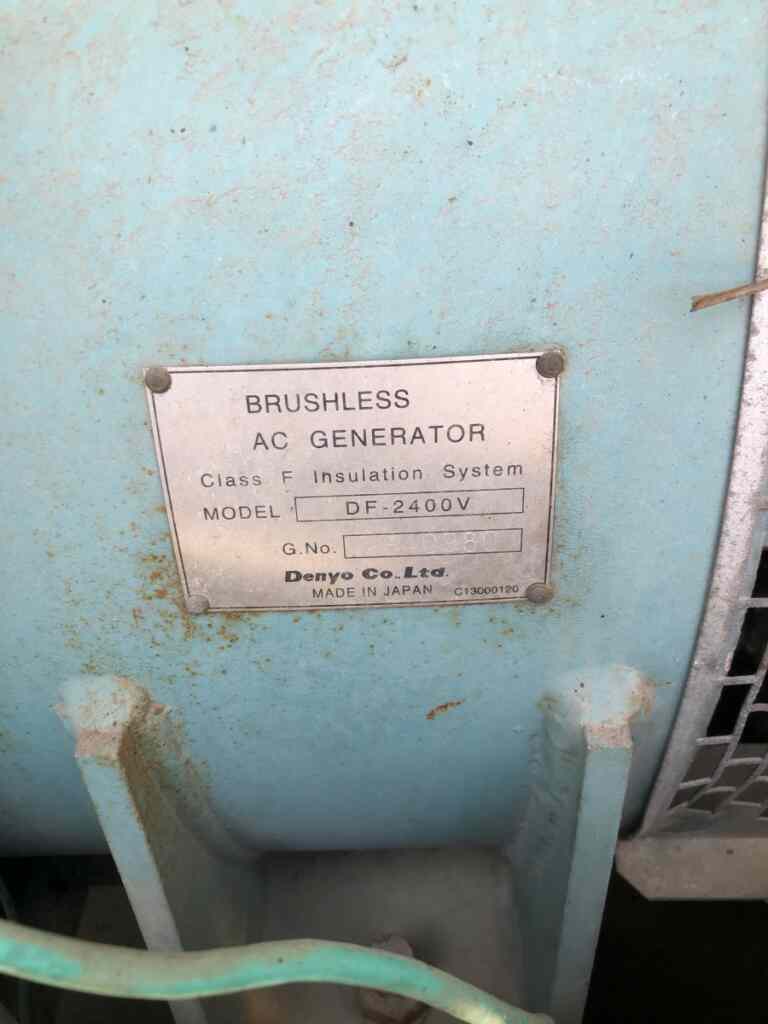 BRUSHLESS
AC GENERATOR
Class F Insulation System
MODEL DF-2400V
G.No.
Denyo Co.,Ltd.
MADE IN JAPAN C13000120